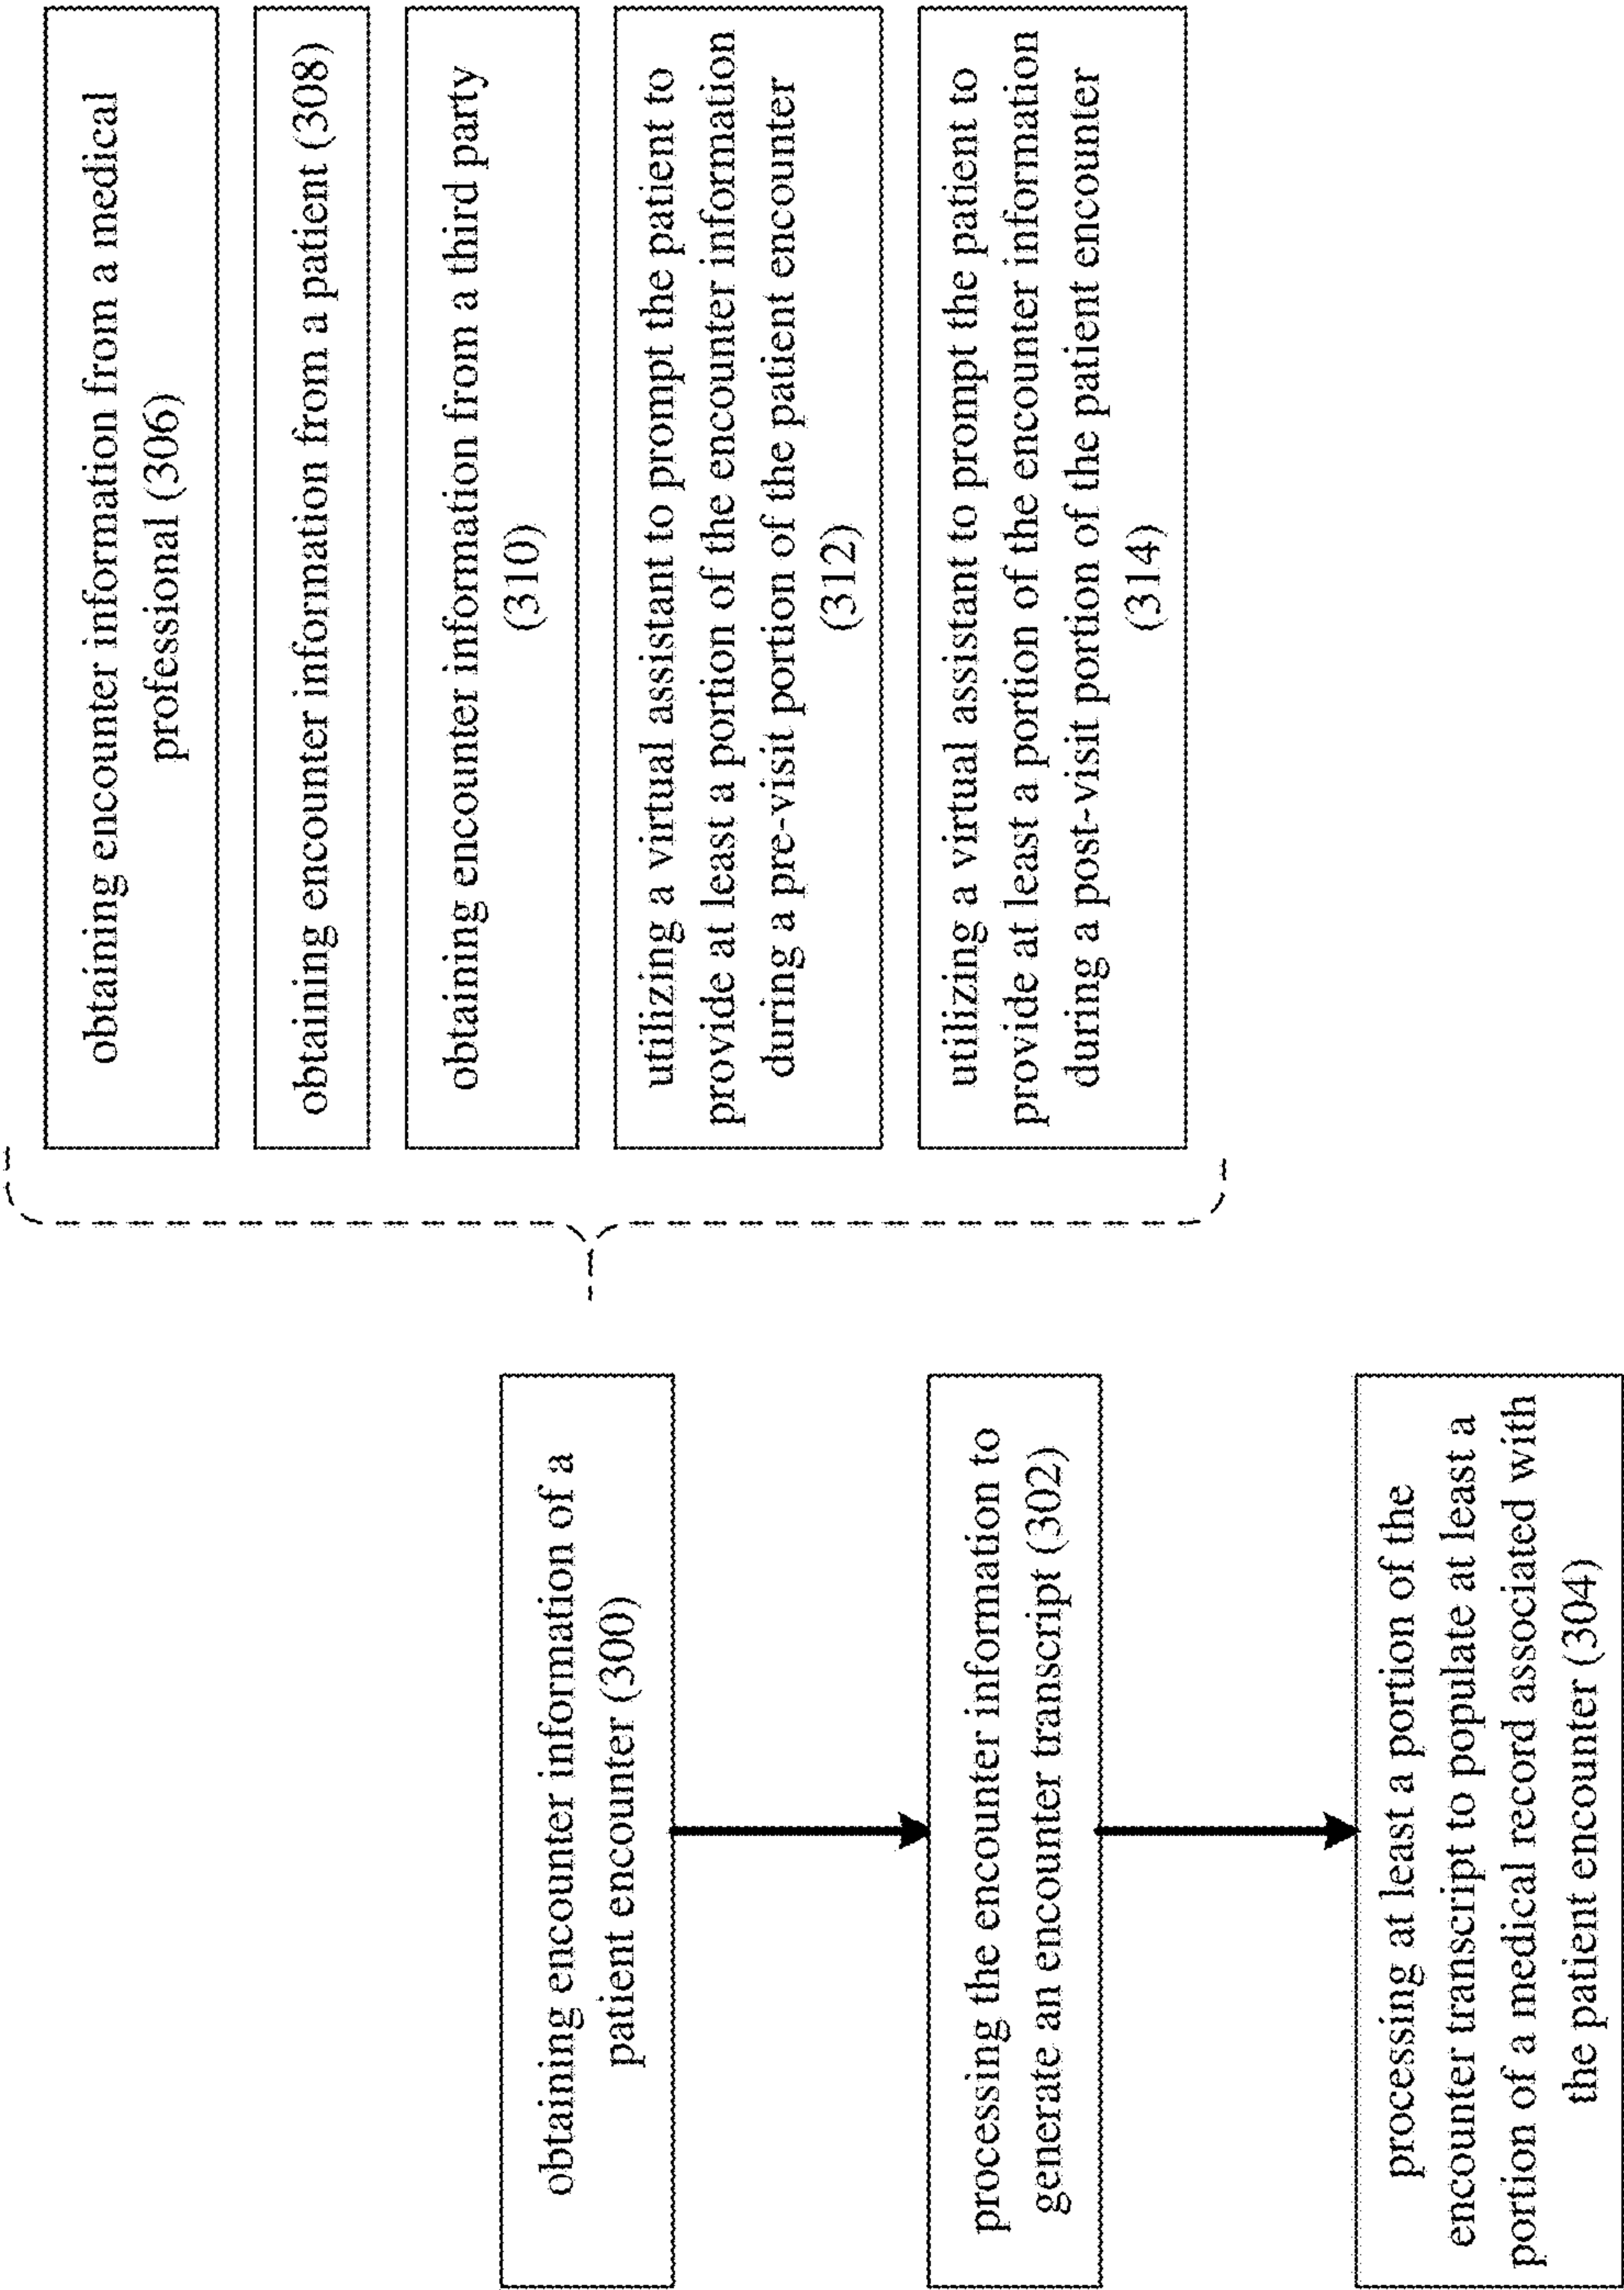 obtaining encounter information of a
patient encounter (300)
processing the encounter information to
generate an encounter transcript (302)
processing at least a portion of the
encounter transcript to populate at least a
portion of a medical record associated with
the patient encounter (304)
obtaining encounter information from a medical
professional (306)
obtaining encounter information from a patient (308)
obtaining encounter information from a third party
(310)
utilizing a virtual assistant to prompt the patient to
provide at least a portion of the encounter information
during a pre-visit portion of the patient encounter
(312)
utilizing a virtual assistant to prompt the patient to
provide at least a portion of the encounter information
during a post-visit portion of the patient encounter
(314)